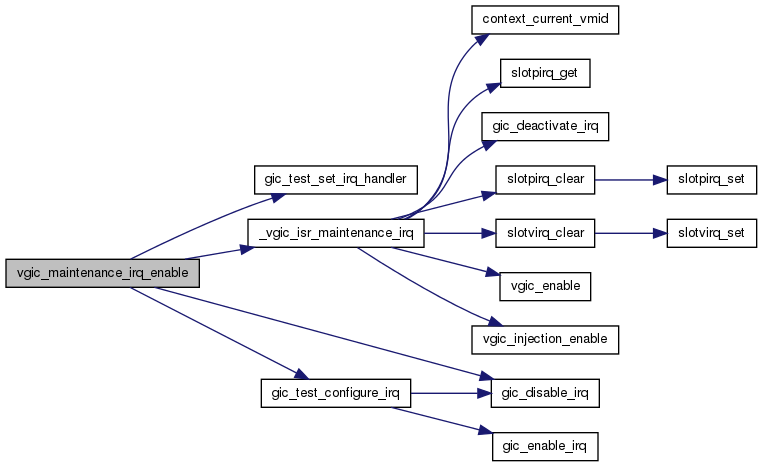 context_current_vmid
slotpirq_get
gic_deactivate_irq
gic_test_set_irq_handler
slotpirq_clear
slotpirq_set
_vgic_isr_maintenance_irq
slotvirq_clear
slotvirq_set
vgic_maintenance_irq_enable
vgic_enable
vgic_injection_enable
gic_test_configure_irq
gic_disable_irq
gic_enable_irq